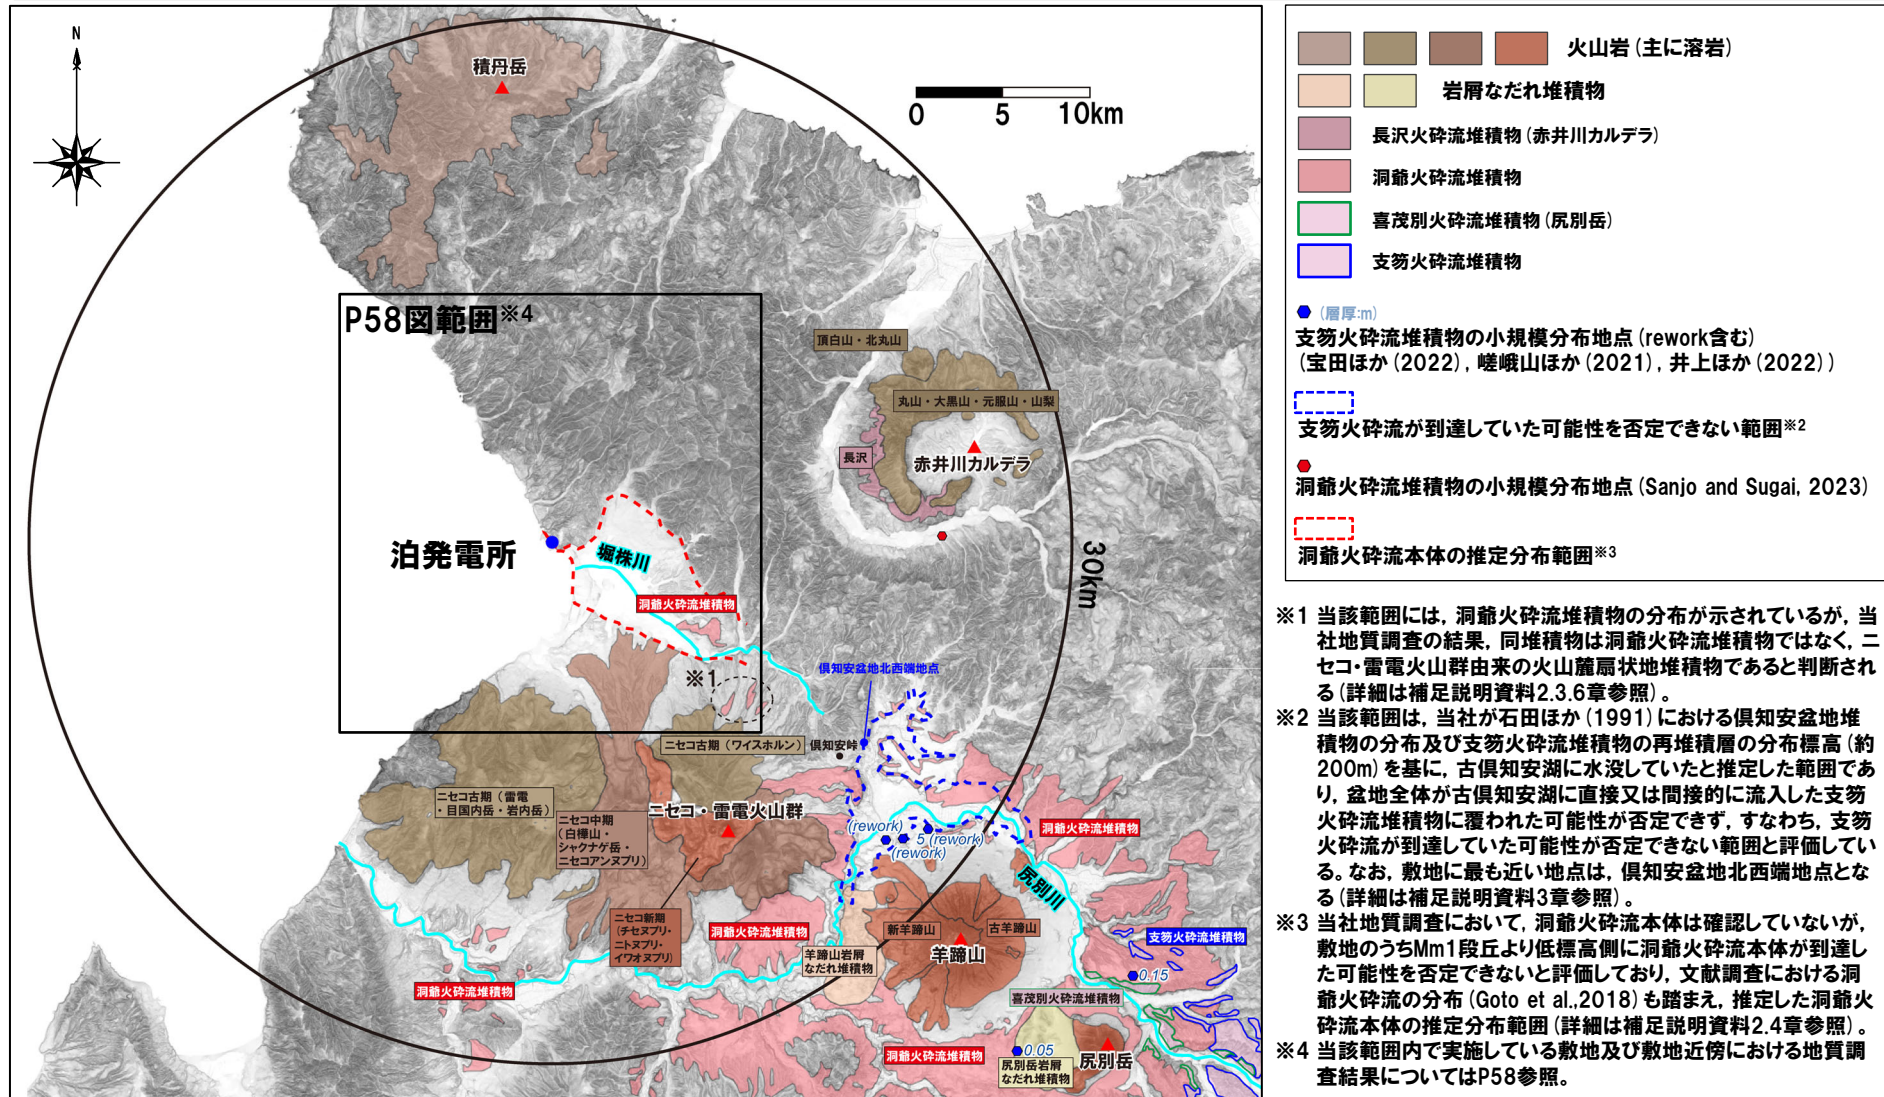 N
積丹岳
0 5 10km
P58図範囲※4
頂白山・北丸山
丸山・大黒山・元服山・山梨
長沢
赤井川カルデラ
泊発電所
堀株川
洞爺火砕流堆積物
30km
※1
倶知安盆地北西端地点
ニセコ古期(ワイスホルン)
倶知安峠
ニセコ古期(雷電
・目国内岳・岩内岳)
ニセコ中期
(白樺山・
シャクナゲ岳・
ニセコアンヌプリ)
ニセコ・雷電火山群
(rework)
5 (rework)
(rework)
洞爺火砕流堆積物
尻別川
ニセコ新期
(チセヌプリ・
ニトヌプリ・
イワオヌプリ)
洞爺火砕流堆積物
羊蹄山岩屑
なだれ堆積物
新羊蹄山
古羊蹄山
羊蹄山
支笏火砕流堆積物
0.15
洞爺火砕流堆積物
喜茂別火砕流堆積物
洞爺火砕流堆積物
0.05
尻別岳岩屑
なだれ堆積物
尻別岳
火山岩(主に溶岩)
岩屑なだれ堆積物
長沢火砕流堆積物(赤井川カルデラ)
洞爺火砕流堆積物
喜茂別火砕流堆積物(尻別岳)
支笏火砕流堆積物
(層厚:m)
支笏火砕流堆積物の小規模分布地点(rework含む)
(宝田ほか(2022),嵯峨山ほか(2021),井上ほか(2022))
支笏火砕流が到達していた可能性を否定できない範囲※2
洞爺火砕流堆積物の小規模分布地点(Sanjo and Sugai, 2023)
洞爺火砕流本体の推定分布範囲※3
※1 当該範囲には,洞爺火砕流堆積物の分布が示されているが,当
社地質調査の結果,同堆積物は洞爺火砕流堆積物ではなく,ニ
セコ・雷電火山群由来の火山麓扇状地堆積物であると判断され
る(詳細は補足説明資料2.3.6章参照)。
※2 当該範囲は,当社が石田ほか(1991)における倶知安盆地堆
積物の分布及び支笏火砕流堆積物の再堆積層の分布標高(約
200m)を基に,古倶知安湖に水没していたと推定した範囲であ
り,盆地全体が古倶知安湖に直接又は間接的に流入した支笏
火砕流堆積物に覆われた可能性が否定できず,すなわち,支笏
火砕流が到達していた可能性が否定できない範囲と評価してい
る。なお,敷地に最も近い地点は,倶知安盆地北西端地点とな
る(詳細は補足説明資料3章参照)。
※3 当社地質調査において,洞爺火砕流本体は確認していないが,
敷地のうちMm1段丘より低標高側に洞爺火砕流本体が到達し
た可能性を否定できないと評価しており,文献調査における洞
爺火砕流の分布(Goto et al.,2018)も踏まえ,推定した洞爺火
砕流本体の推定分布範囲(詳細は補足説明資料2.4章参照)。
※4 当該範囲内で実施している敷地及び敷地近傍における地質調
査結果についてはP58参照。